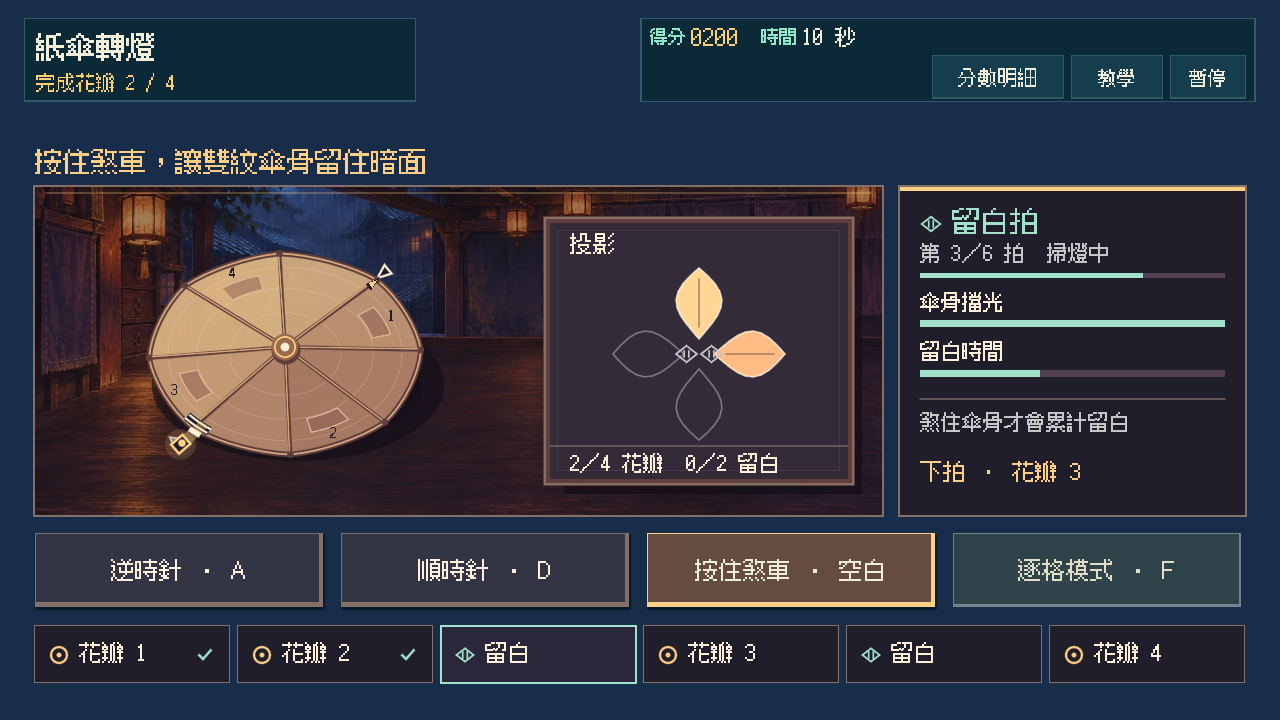 紙傘轉燈
完成花瓣 2 / 4
得分 0200 時間 10 秒
分數明細 教學 暫停
按住煞車，讓雙紋傘骨留住暗面
4
1
3
2
投影
2/4 花瓣 0/2 留白
留白拍
第 3/6 拍 掃燈中
傘骨擋光
留白時間
煞住傘骨才會累計留白
下拍 · 花瓣 3
逆時針 · A
順時針 · D
按住煞車 · 空白
逐格模式 · F
花瓣 1
花瓣 2
留白
花瓣 3
留白
花瓣 4